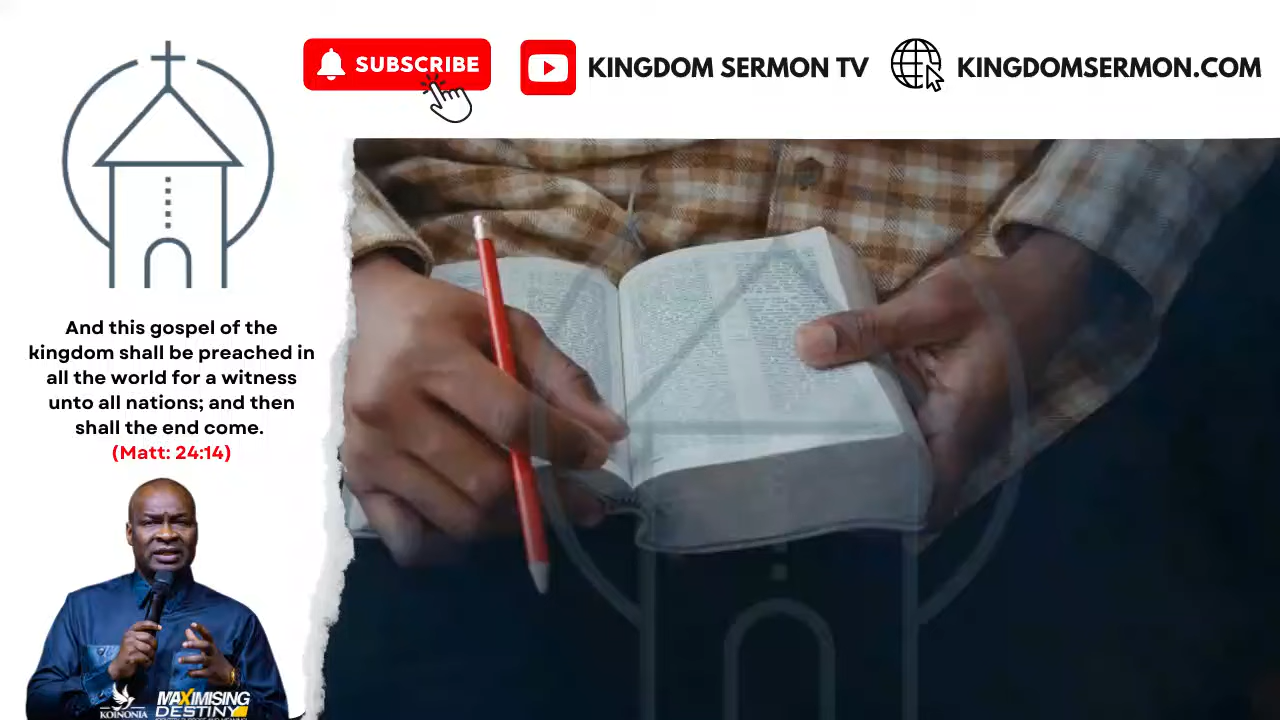 SUBSCRIBE
KINGDOM SERMON TV
KINGDOMSERMON.COM
And this gospel of the
kingdom shall be preached in
all the world for a witness
unto all nations; and then
shall the end come.
(Matt: 24:14)
KOINONIA
MAXIMISING
DESTINY